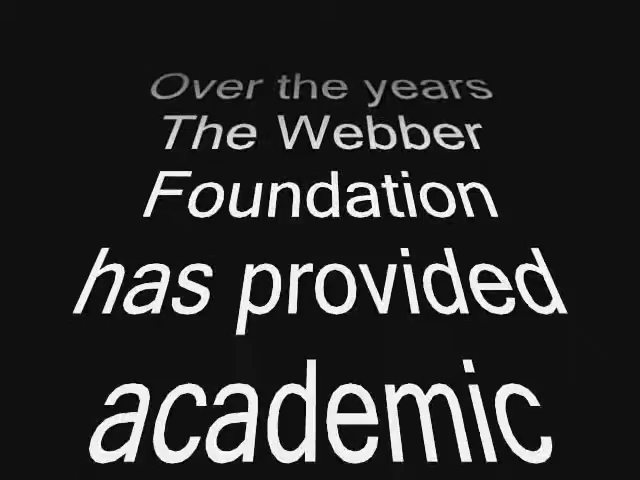 Over the years
The Webber
Foundation
has provided
academic